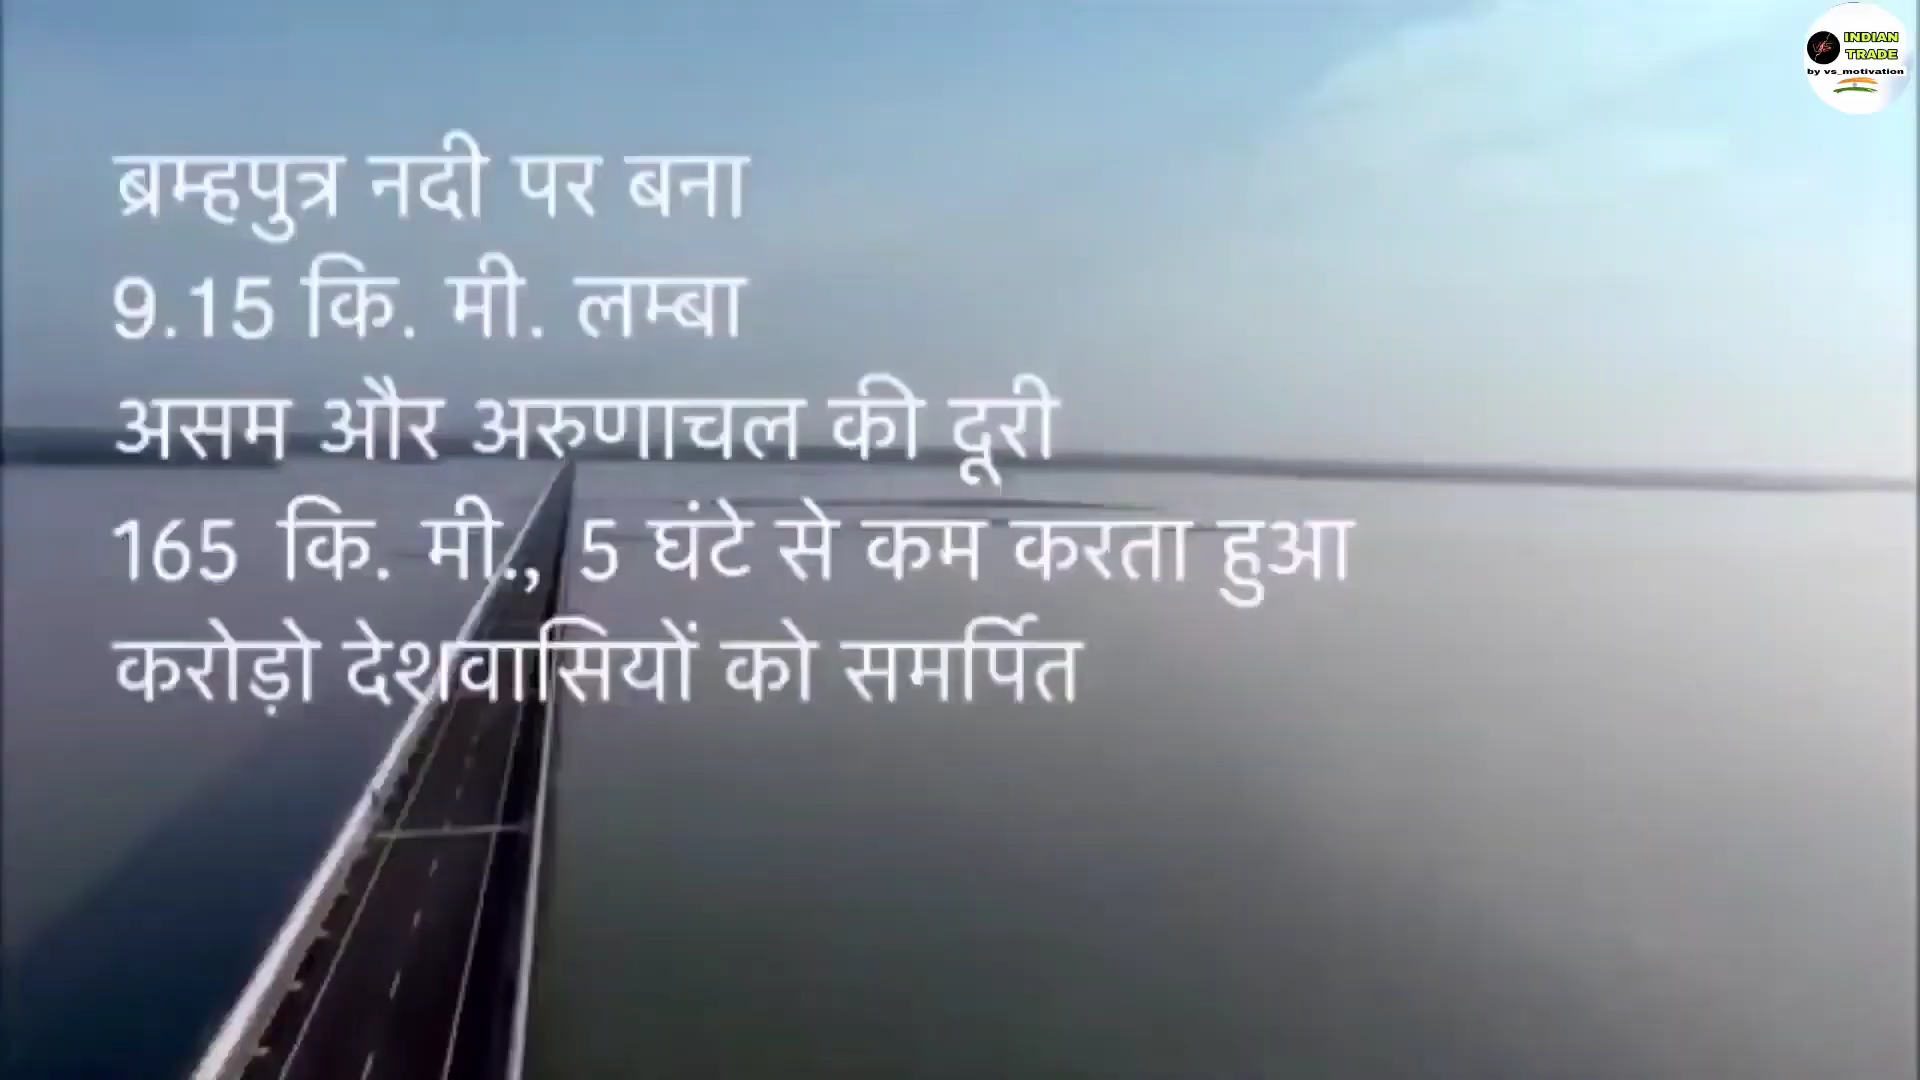 ब्रम्हपुत्र नदी पर बना
9.15 कि. मी. लम्बा
असम और अरुणाचल की दूरी
165 कि. मी., 5 घंटे से कम करता हुआ
करोड़ो देशवासियों को समर्पित
INDIAN
TRADE
by vs_motivation